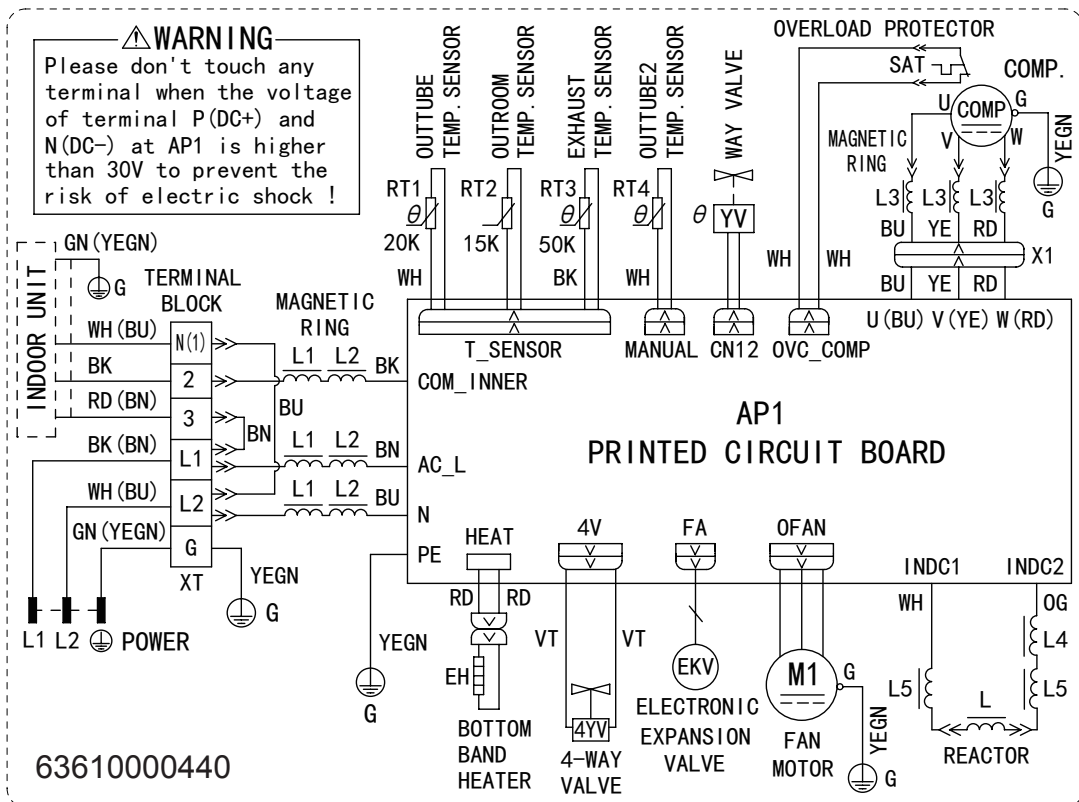 WARNING
Please don't touch any
terminal when the voltage
of terminal P(DC+) and
N(DC-) at AP1 is higher
than 30V to prevent the
risk of electric shock !
OUTTUBE
TEMP. SENSOR
OUTROOM
TEMP. SENSOR
EXHAUST
TEMP. SENSOR
OUTTUBE2
TEMP. SENSOR
WAY VALVE
OVERLOAD PROTECTOR
SAT
COMP.
U
COMP
G
V
W
YEGN
G
MAGNETIC
RING
L3 L3 L3
BU YE RD
X1
BU YE RD
RT1 RT2 RT3 RT4
θ θ θ θ YV
20K 15K 50K
WH BK WH WH WH
T_SENSOR MANUAL CN12 OVC_COMP
U(BU) V(YE) W(RD)
INDOOR UNIT
GN(YEGN)
G
TERMINAL
BLOCK
MAGNETIC
RING
WH(BU) N(1)
BK 2 L1 L2 BK COM_INNER
RD(BN) 3 BU
BN
BK(BN) L1 L1 L2 BN AC_L
WH(BU) L2 L1 L2 BU N
GN(YEGN) G PE
XT YEGN
G
L1 L2 POWER
YEGN
G
AP1
PRINTED CIRCUIT BOARD
HEAT 4V FA OFAN INDC1 INDC2
RD RD VT VT WH OG
L4
EH EKV M1 G L5 L5
4YV L
YEGN
G
BOTTOM
BAND
HEATER
4-WAY
VALVE
ELECTRONIC
EXPANSION
VALVE
FAN
MOTOR
REACTOR
63610000440